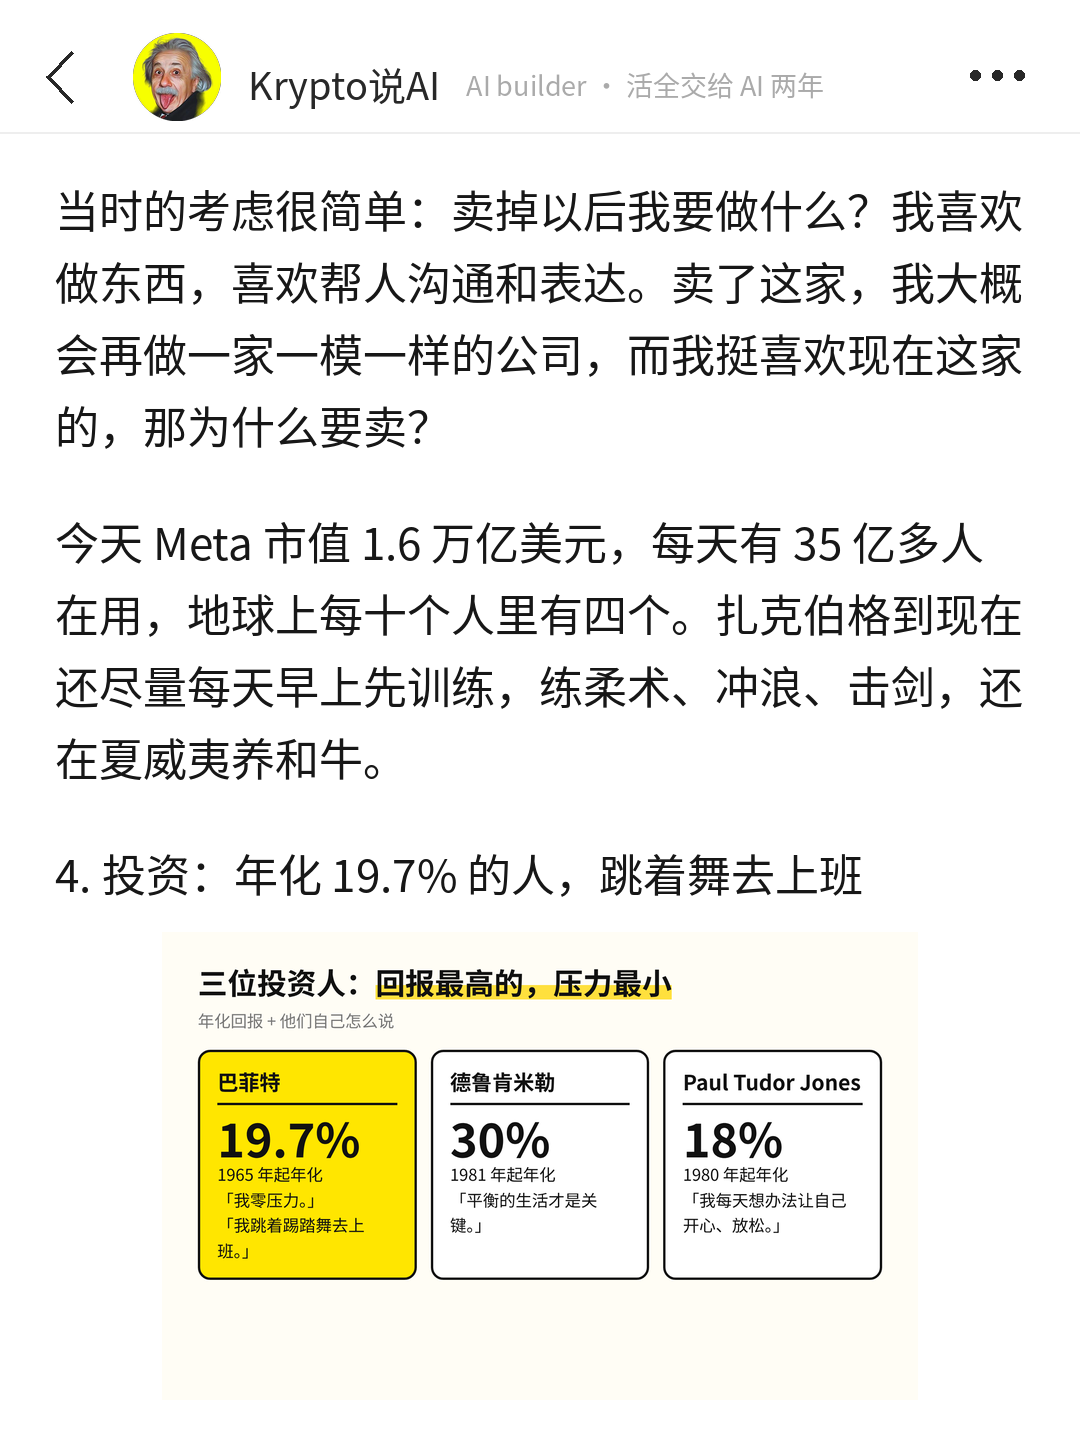 Krypto说AI AI builder · 活全交给 AI 两年
当时的考虑很简单：卖掉以后我要做什么？我喜欢
做东西，喜欢帮人沟通和表达。卖了这家，我大概
会再做一家一模一样的公司，而我挺喜欢现在这家
的，那为什么要卖？
今天 Meta 市值 1.6 万亿美元，每天有 35 亿多人
在用，地球上每十个人里有四个。扎克伯格到现在
还尽量每天早上先训练，练柔术、冲浪、击剑，还
在夏威夷养和牛。
4. 投资：年化 19.7% 的人，跳着舞去上班
三位投资人：回报最高的，压力最小
年化回报 + 他们自己怎么说
巴菲特
19.7%
1965 年起年化
「我零压力。」
「我跳着踢踏舞去上
班。」
德鲁肯米勒
30%
1981 年起年化
「平衡的生活才是关
键。」
Paul Tudor Jones
18%
1980 年起年化
「我每天想办法让自己
开心、放松。」